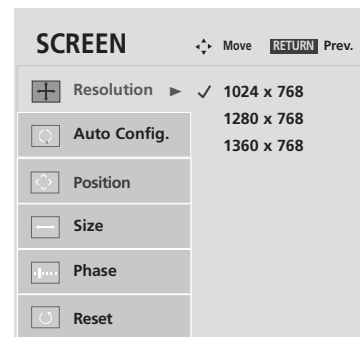 SCREEN Move RETURN Prev.
Resolution ► ✓ 1024 x 768
Auto Config. 1280 x 768
1360 x 768
Position
Size
Phase
Reset